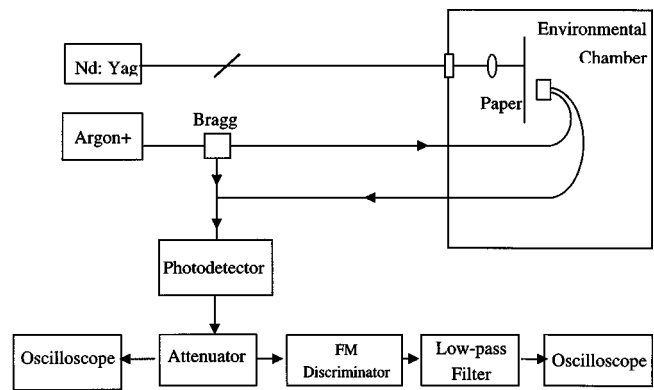 Environmental
Chamber
Nd: Yag
Paper
Bragg
Argon+
Photodetector
Oscilloscope
Attenuator
FM
Discriminator
Low-pass
Filter
Oscilloscope